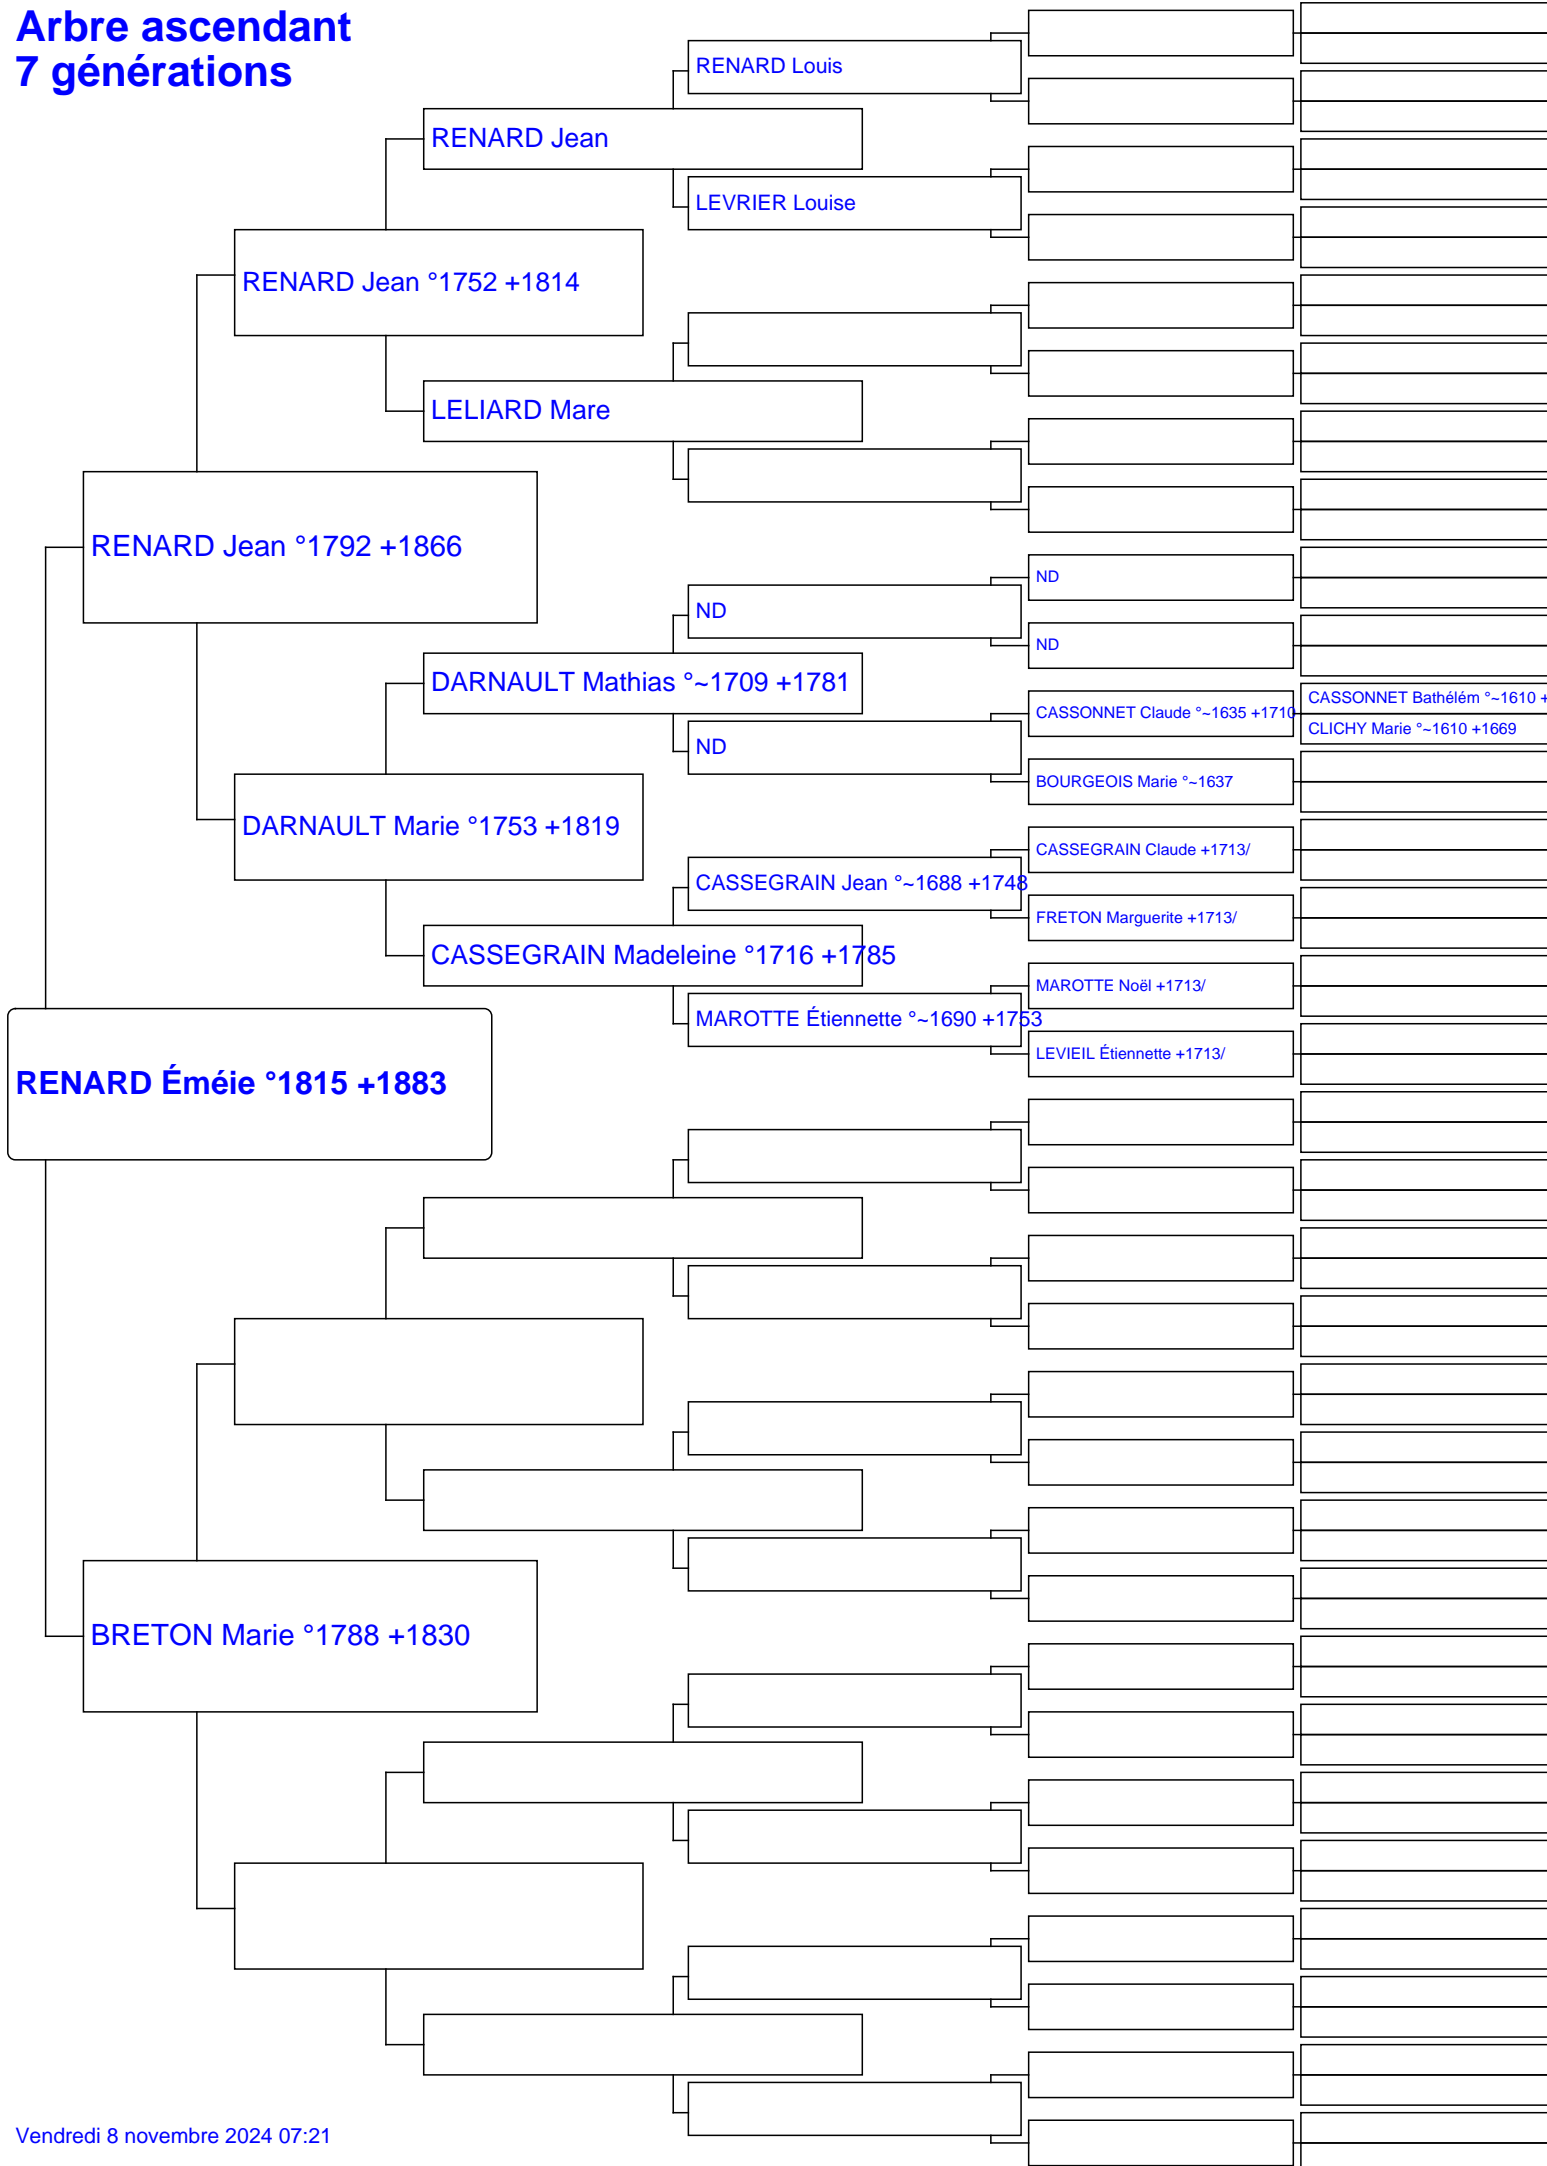 Arbre ascendant
7 générations
RENARD Louis
RENARD Jean
LEVRIER Louise
RENARD Jean °1752 +1814
LELIARD Mare
RENARD Jean °1792 +1866
ND
ND
ND
DARNAULT Mathias °~1709 +1781
CASSONNET Bathélém °~1610 +
CASSONNET Claude °~1635 +1710
CLICHY Marie °~1610 +1669
ND
BOURGEOIS Marie °~1637
DARNAULT Marie °1753 +1819
CASSEGRAIN Claude +1713/
CASSEGRAIN Jean °~1688 +1748
FRETON Marguerite +1713/
CASSEGRAIN Madeleine °1716 +1785
MAROTTE Noël +1713/
MAROTTE Étiennette °~1690 +1753
LEVIEIL Étiennette +1713/
RENARD Éméie °1815 +1883
BRETON Marie °1788 +1830
Vendredi 8 novembre 2024 07:21